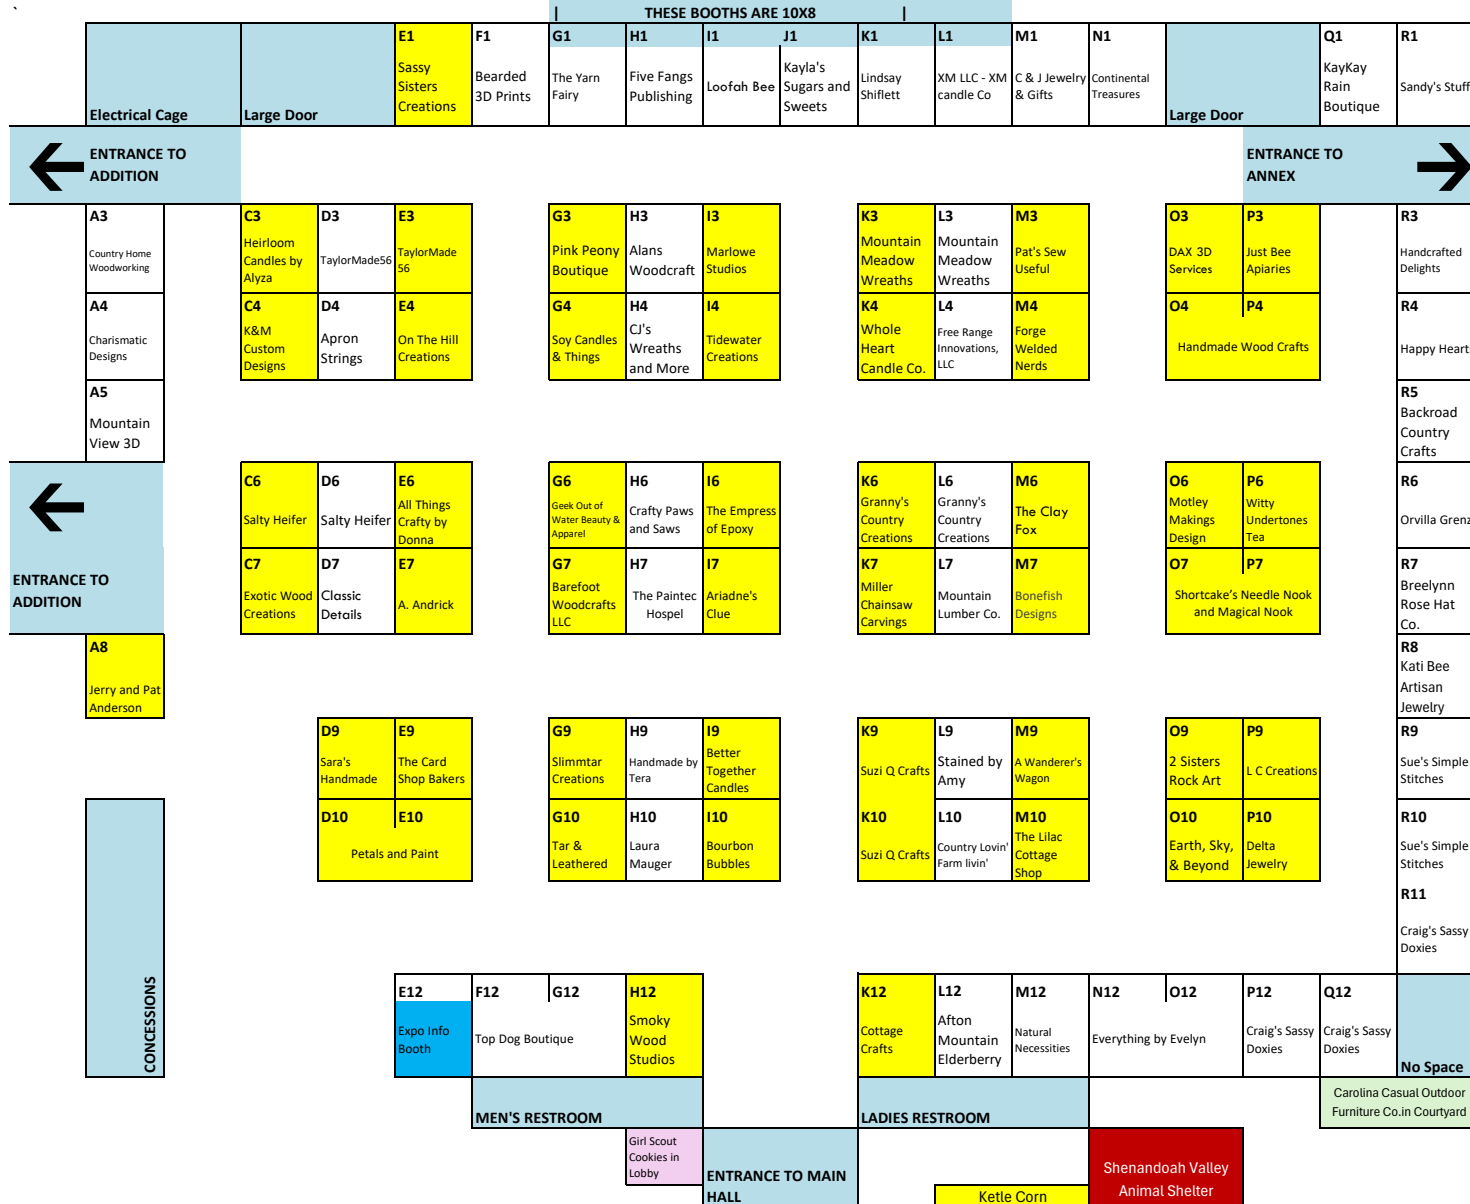 `
| THESE BOOTHS ARE 10X8 |
E1 F1 G1 H1 I1 J1 K1 L1 M1 N1 Q1 R1
Electrical Cage
Large Door
Sassy
Sisters
Creations
Bearded
3D Prints
The Yarn
Fairy
Five Fangs
Publishing
Loofah Bee
Kayla's
Sugars and
Sweets
Lindsay
Shiflett
XM LLC - XM
candle Co
C & J Jewelry
& Gifts
Continental
Treasures
Large Door
KayKay
Rain
Boutique
Sandy's Stuff
ENTRANCE TO
ADDITION
ENTRANCE TO
ANNEX
A3
Country Home
Woodworking
C3
Heirloom
Candles by
Alyza
D3
TaylorMade56
E3
TaylorMade
56
G3
Pink Peony
Boutique
H3
Alans
Woodcraft
I3
Marlowe
Studios
K3
Mountain
Meadow
Wreaths
L3
Mountain
Meadow
Wreaths
M3
Pat's Sew
Useful
O3
DAX 3D
Services
P3
Just Bee
Apiaries
R3
Handcrafted
Delights
A4
Charismatic
Designs
C4
K&M
Custom
Designs
D4
Apron
Strings
E4
On The Hill
Creations
G4
Soy Candles
& Things
H4
CJ's
Wreaths
and More
I4
Tidewater
Creations
K4
Whole
Heart
Candle Co.
L4
Free Range
Innovations,
LLC
M4
Forge
Welded
Nerds
O4 P4
Handmade Wood Crafts
R4
Happy Heart
A5
Mountain
View 3D
R5
Backroad
Country
Crafts
ENTRANCE TO
ADDITION
C6
Salty Heifer
D6
Salty Heifer
E6
All Things
Crafty by
Donna
G6
Geek Out of
Water Beauty &
Apparel
H6
Crafty Paws
and Saws
I6
The Empress
of Epoxy
K6
Granny's
Country
Creations
L6
Granny's
Country
Creations
M6
The Clay
Fox
O6
Motley
Makings
Design
P6
Witty
Undertones
Tea
R6
Orvilla Grenz
C7
Exotic Wood
Creations
D7
Classic
Details
E7
A. Andrick
G7
Barefoot
Woodcrafts
LLC
H7
The Paintec
Hospel
I7
Ariadne's
Clue
K7
Miller
Chainsaw
Carvings
L7
Mountain
Lumber Co.
M7
Bonefish
Designs
O7 P7
Shortcake's Needle Nook
and Magical Nook
R7
Breelynn
Rose Hat
Co.
A8
Jerry and Pat
Anderson
R8
Kati Bee
Artisan
Jewelry
D9
Sara's
Handmade
E9
The Card
Shop Bakers
G9
Slimmtar
Creations
H9
Handmade by
Tera
I9
Better
Together
Candles
K9
Suzi Q Crafts
L9
Stained by
Amy
M9
A Wanderer's
Wagon
O9
2 Sisters
Rock Art
P9
L C Creations
R9
Sue's Simple
Stitches
CONCESSIONS
D10 E10
Petals and Paint
G10
Tar &
Leathered
H10
Laura
Mauger
I10
Bourbon
Bubbles
K10
Suzi Q Crafts
L10
Country Lovin'
Farm livin'
M10
The Lilac
Cottage
Shop
O10
Earth, Sky,
& Beyond
P10
Delta
Jewelry
R10
Sue's Simple
Stitches
R11
Craig's Sassy
Doxies
E12
Expo Info
Booth
F12 G12
Top Dog Boutique
H12
Smoky
Wood
Studios
K12
Cottage
Crafts
L12
Afton
Mountain
Elderberry
M12
Natural
Necessities
N12 O12
Everything by Evelyn
P12
Craig's Sassy
Doxies
Q12
Craig's Sassy
Doxies
No Space
MEN'S RESTROOM
LADIES RESTROOM
Carolina Casual Outdoor
Furniture Co.in Courtyard
Girl Scout
Cookies in
Lobby
ENTRANCE TO MAIN
HALL
Ketle Corn
Shenandoah Valley
Animal Shelter